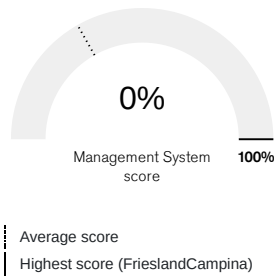 0%
Management System
score
100%
Average score
Highest score (FrieslandCampina)